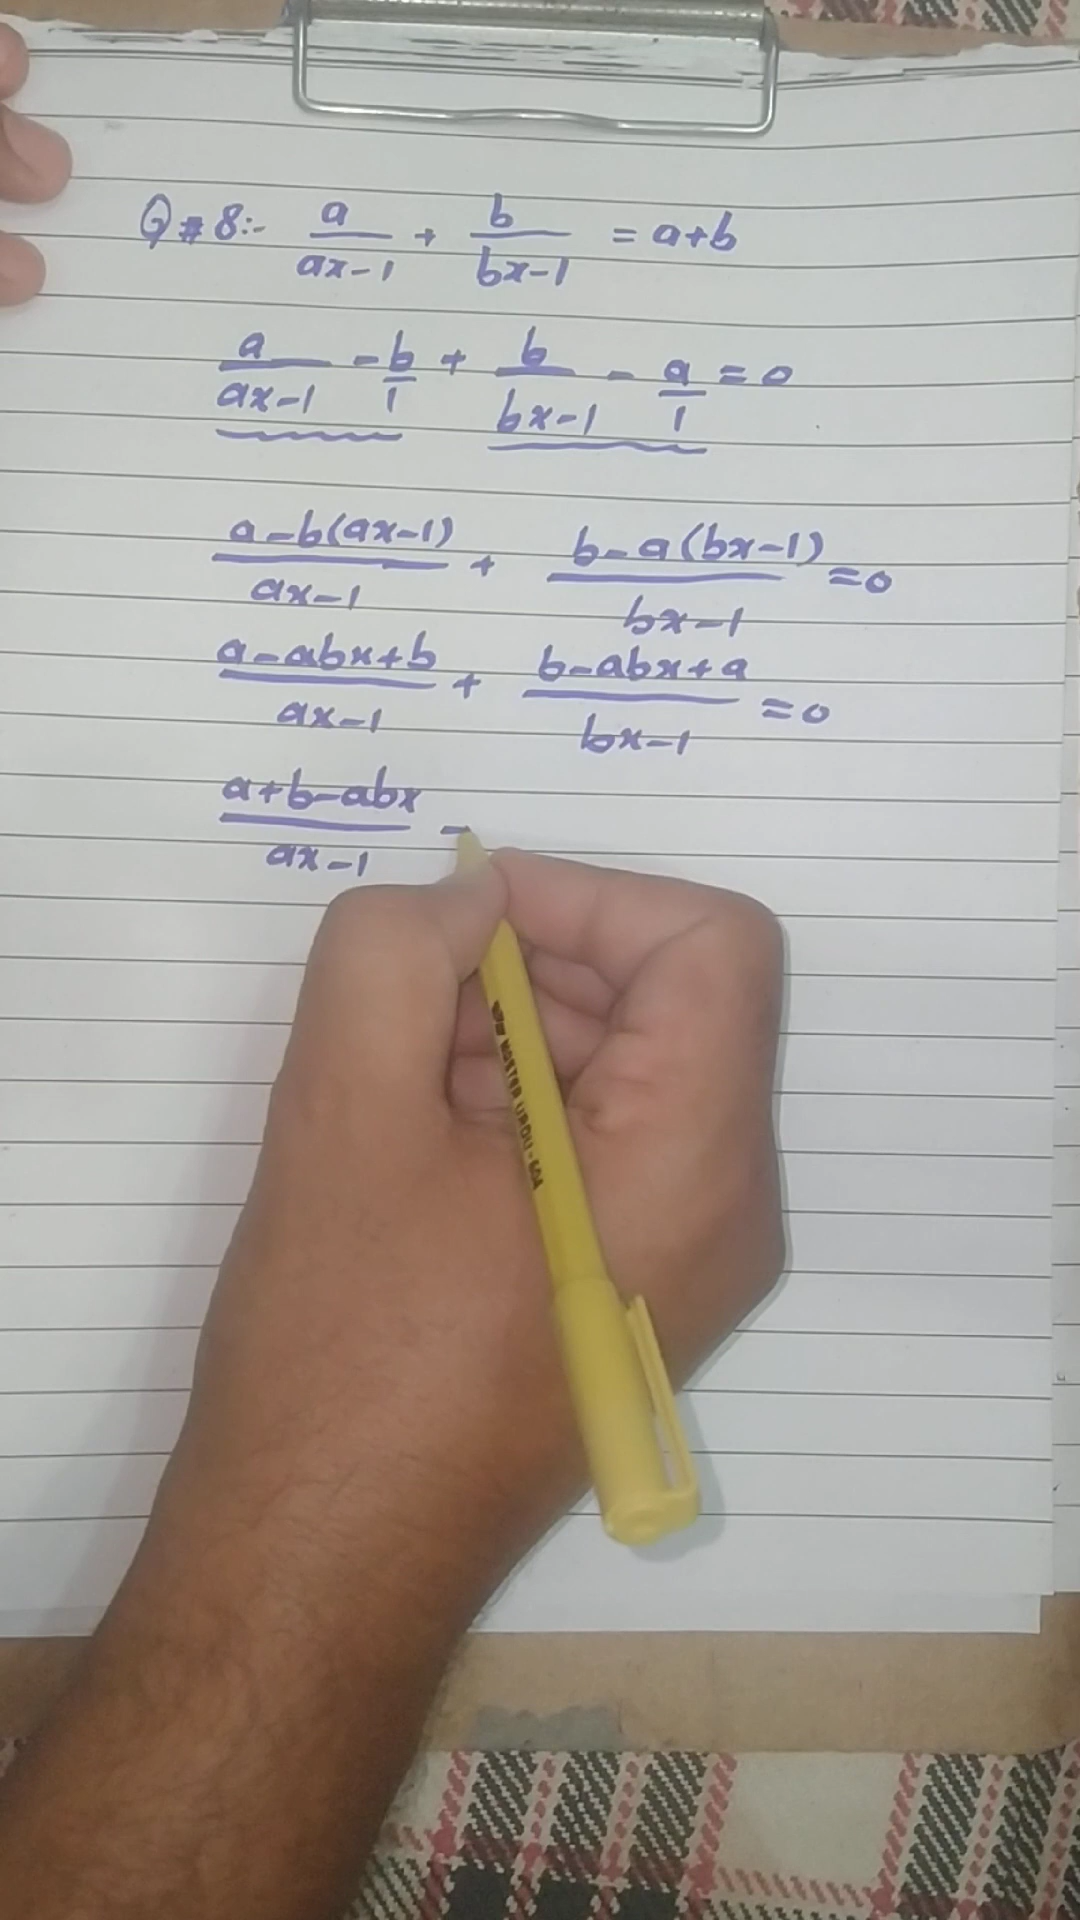 Q#8:- a/(ax-1) + b/(bx-1) = a+b
a/(ax-1) - b/1 + b/(bx-1) - a/1 = 0
(a-b(ax-1))/(ax-1) + (b-a(bx-1))/(bx-1) = 0
(a-abx+b)/(ax-1) + (b-abx+a)/(bx-1) = 0
(a+b-abx)/(ax-1) -